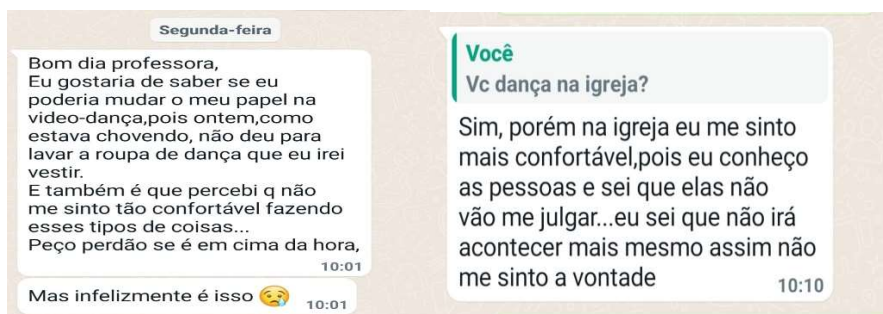 Segunda-feira
Bom dia professora,
Eu gostaria de saber se eu
poderia mudar o meu papel na
video-dança,pois ontem,como
estava chovendo, não deu para
lavar a roupa de dança que eu irei
vestir.
E também é que percebi q não
me sinto tão confortável fazendo
esses tipos de coisas...
Peço perdão se é em cima da hora,
10:01
Mas infelizmente é isso 😢 10:01
Você
Vc dança na igreja?
Sim, porém na igreja eu me sinto
mais confortável,pois eu conheço
as pessoas e sei que elas não
vão me julgar...eu sei que não irá
acontecer mais mesmo assim não
me sinto a vontade 10:10